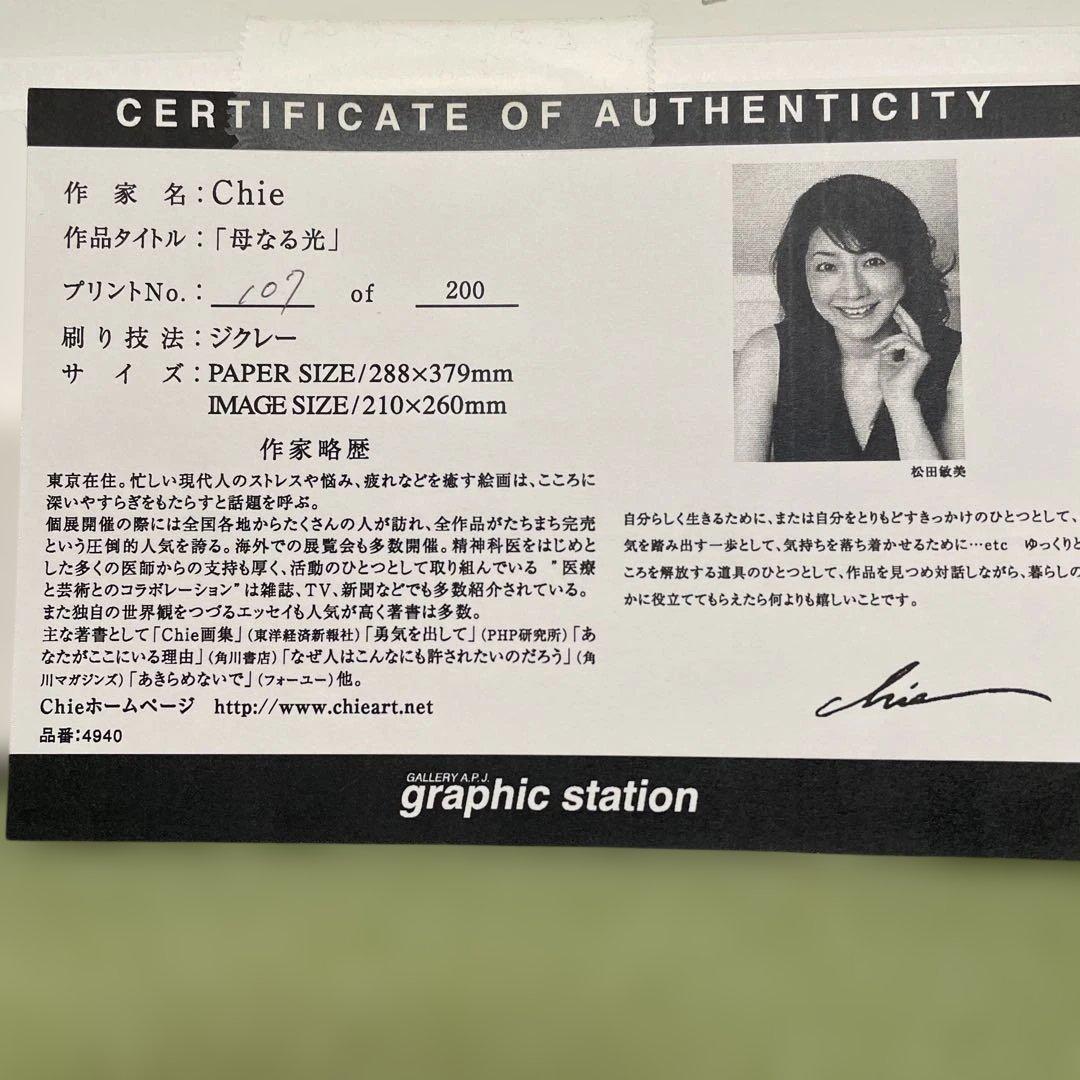 CERTIFICATE OF AUTHENTICITY
作家名：Chie
作品タイトル：「母なる光」
プリントNo.：107 of 200
刷り技法：ジクレー
サイズ：PAPER SIZE/288×379mm
IMAGE SIZE/210×260mm
作家略歴
東京在住。忙しい現代人のストレスや悩み、疲れなどを癒す絵画は、こころに
深いやすらぎをもたらすと話題を呼ぶ。
個展開催の際には全国各地からたくさんの人が訪れ、全作品がたちまち完売
という圧倒的人気を誇る。海外での展覧会も多数開催。精神科医をはじめと
した多くの医師からの支持も厚く、活動のひとつとして取り組んでいる ”医療
と芸術とのコラボレーション”は雑誌、TV、新聞などでも多数紹介されている。
また独自の世界観をつづるエッセイも人気が高く著書は多数。
主な著書として「Chie画集」（東洋経済新報社）「勇気を出して」（PHP研究所）「あ
なたがここにいる理由」（角川書店）「なぜ人はこんなにも許されたいのだろう」（角
川マガジンズ）「あきらめないで」（フォーユー）他。
Chieホームページ http://www.chieart.net
品番：4940
松田敏美
自分らしく生きるために、または自分をとりもどすきっかけのひとつとして、
気を踏み出す一歩として、気持ちを落ち着かせるために…etc ゆっくりと
ころを解放する道具のひとつとして、作品を見つめ対話しながら、暮らしの
かに役立ててもらえたら何よりも嬉しいことです。
Chie
GALLERY A.P.J.
graphic station